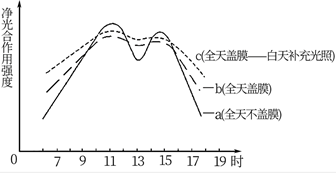 净光合作用强度
c(全天盖膜——白天补充光照)
b(全天盖膜)
a(全天不盖膜)
0 7 9 11 13 15 17 19 时